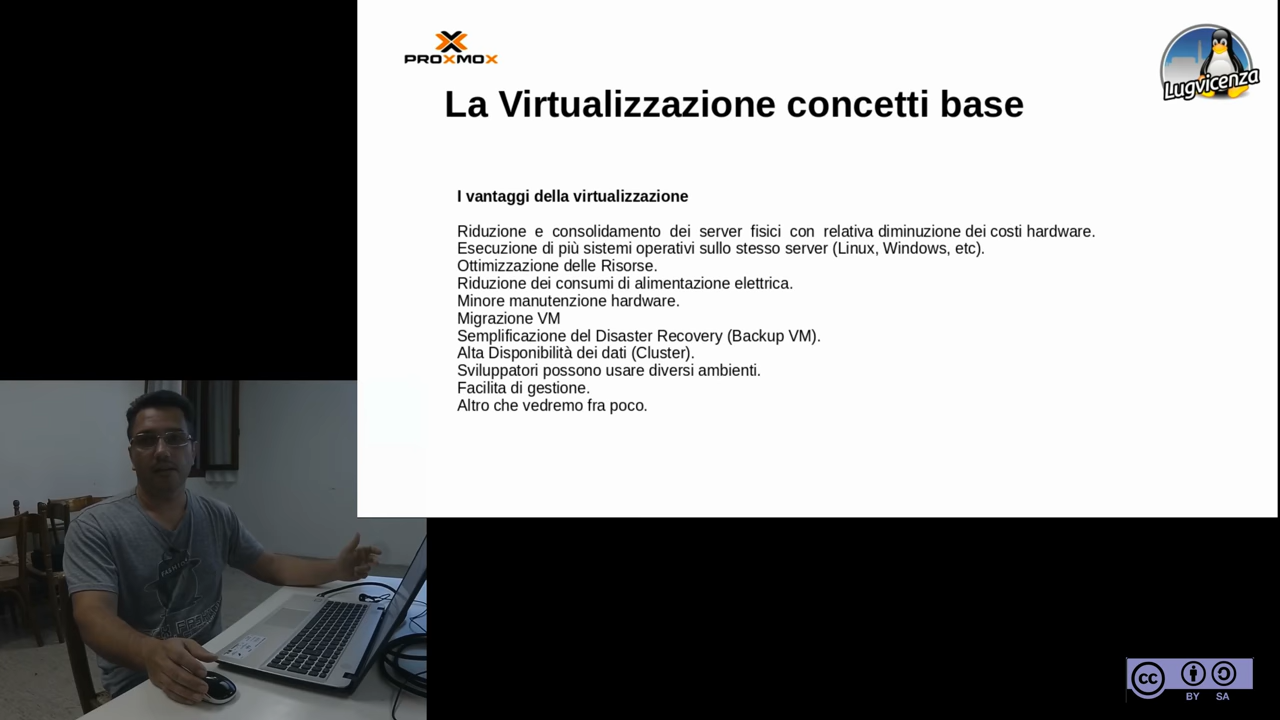 PROXMOX
Lugvicenza
La Virtualizzazione concetti base
I vantaggi della virtualizzazione
Riduzione e consolidamento dei server fisici con relativa diminuzione dei costi hardware.
Esecuzione di più sistemi operativi sullo stesso server (Linux, Windows, etc).
Ottimizzazione delle Risorse.
Riduzione dei consumi di alimentazione elettrica.
Minore manutenzione hardware.
Migrazione VM
Semplificazione del Disaster Recovery (Backup VM).
Alta Disponibilità dei dati (Cluster).
Sviluppatori possono usare diversi ambienti.
Facilita di gestione.
Altro che vedremo fra poco.
cc
BY SA